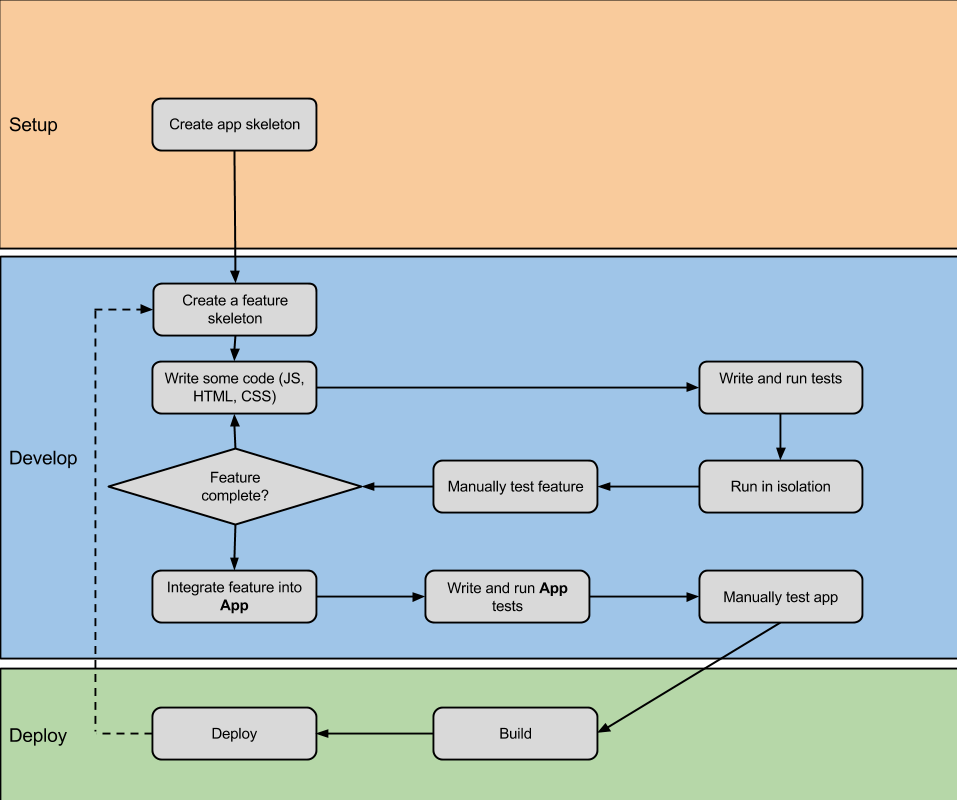 Setup
Create app skeleton
Create a feature
skeleton
Write some code (JS,
HTML, CSS)
Write and run tests
Develop
Feature
complete?
Manually test feature
Run in isolation
Integrate feature into
App
Write and run App
tests
Manually test app
Deploy
Deploy
Build